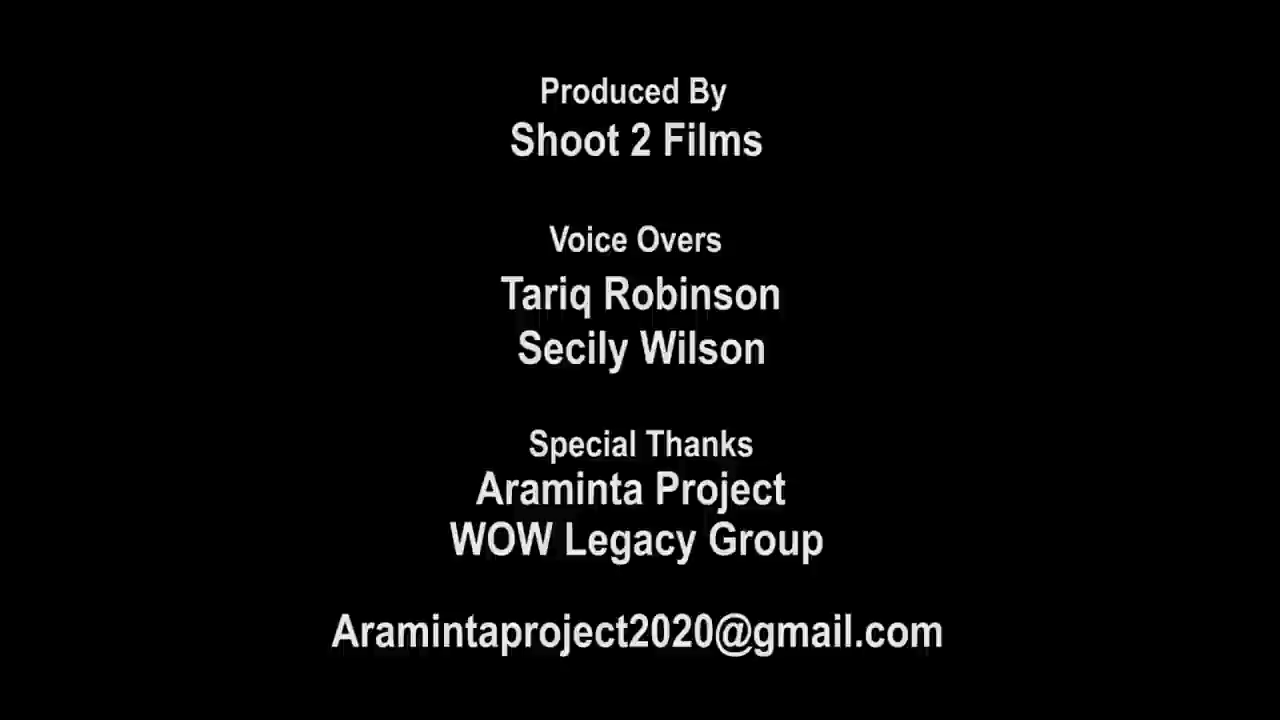 Produced By
Shoot 2 Films
Voice Overs
Tariq Robinson
Secily Wilson
Special Thanks
Araminta Project
WOW Legacy Group
Aramintaproject2020@gmail.com